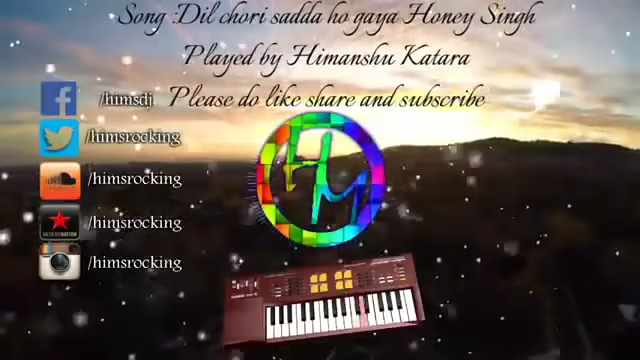 Song :Dil chori sadda ho gaya Honey Singh
Played by Himanshu Katara
Please do like share and subscribe
/himsdj
/himsrocking
/himsrocking
/himsrocking
/himsrocking
HM